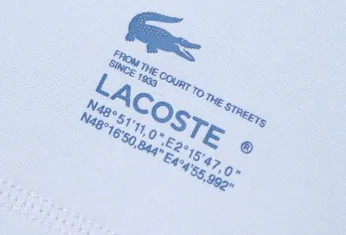 FROM THE COURT TO THE STREETS
SINCE 1933
LACOSTE ®
N48°51'11,0",E2°15'47,0"
N48°16'50,844"E4°4'55,992"